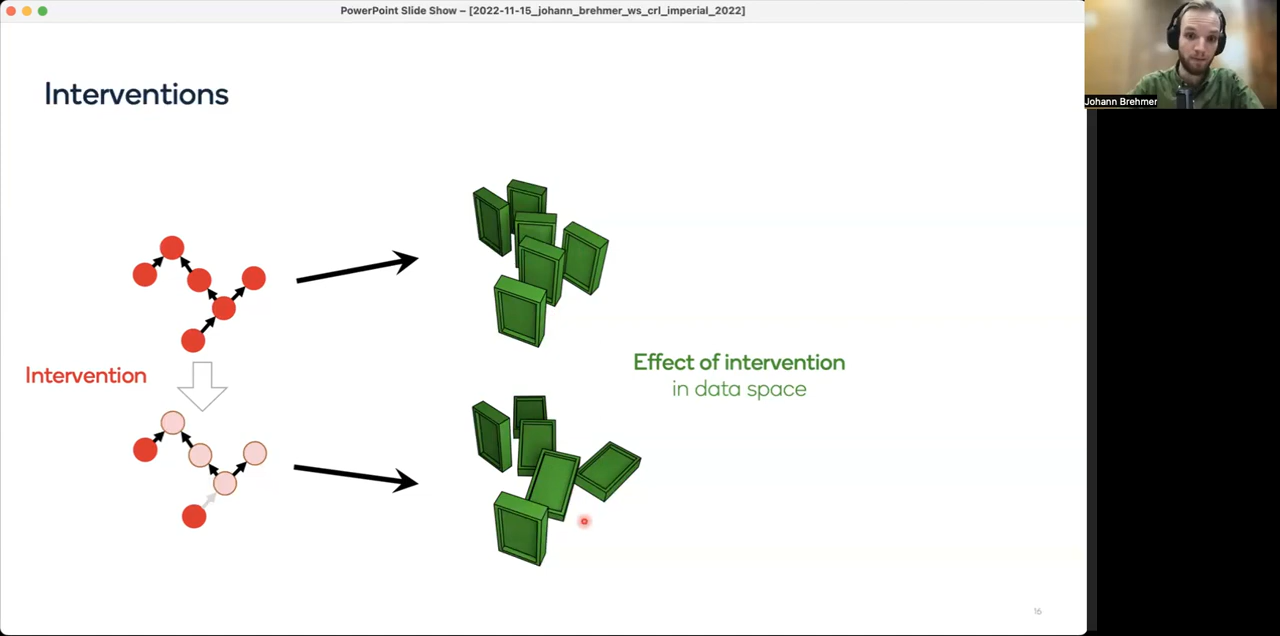 PowerPoint Slide Show – [2022-11-15_johann_brehmer_ws_crl_imperial_2022]
Johann Brehmer
Interventions
Intervention
Effect of intervention
in data space
16